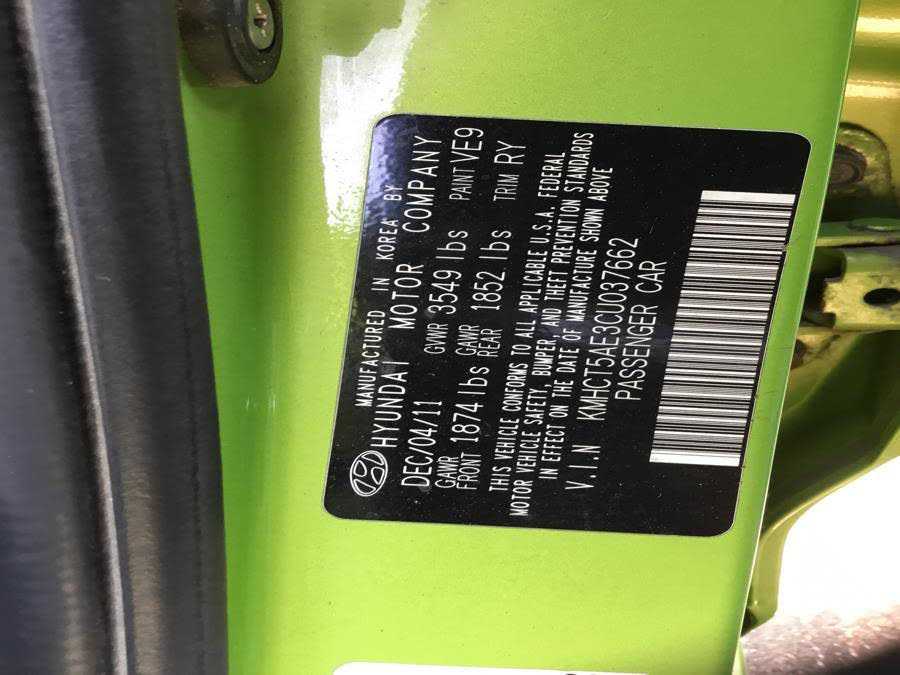 MANUFACTURED IN KOREA BY
HYUNDAI MOTOR COMPANY
DEC/04/11 GVWR 3549 lbs PAINT VE9
GAWR FRONT 1874 lbs GAWR REAR 1852 lbs TRIM RY
THIS VEHICLE CONFORMS TO ALL APPLICABLE U.S.A. FEDERAL
MOTOR VEHICLE SAFETY, BUMPER, AND THEFT PREVENTION STANDARDS
IN EFFECT ON THE DATE OF MANUFACTURE SHOWN ABOVE
V.I.N KMHCT5AE3CU037662
PASSENGER CAR